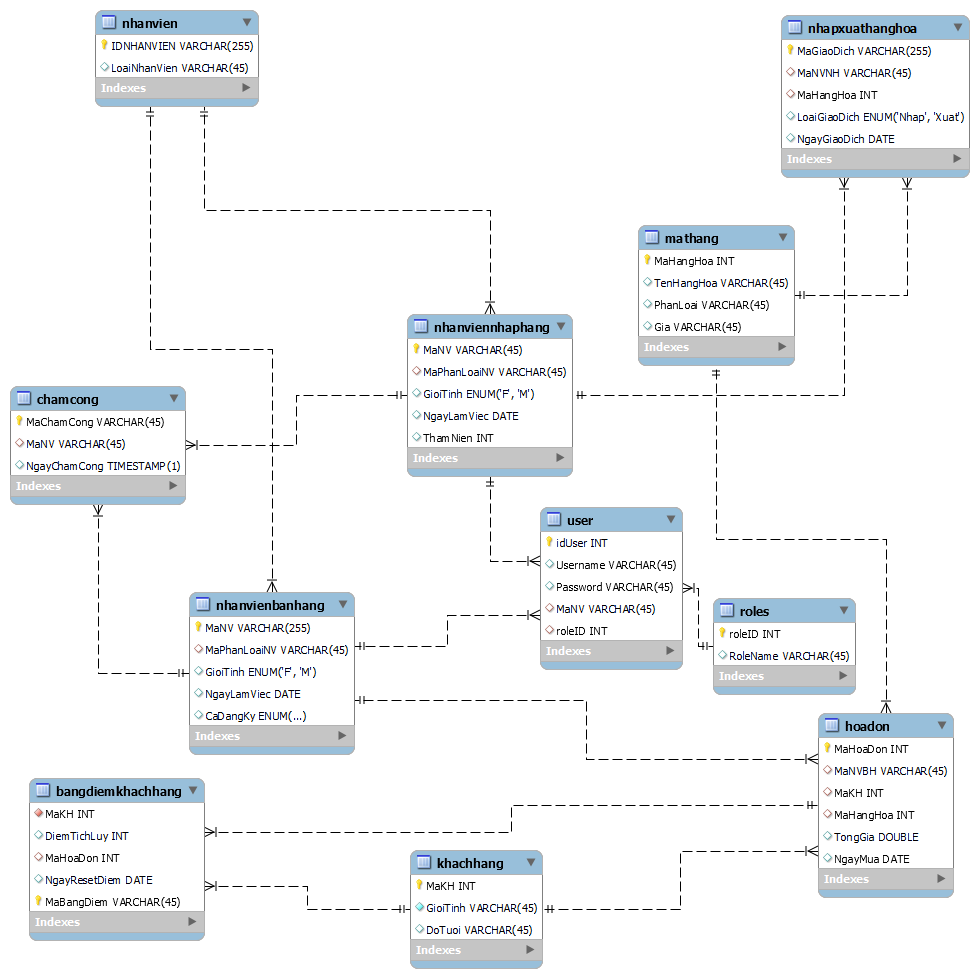 nhanvien
IDNHANVIEN VARCHAR(255)
LoaiNhanVien VARCHAR(45)
Indexes
nhapxuathanghoa
MaGiaoDich VARCHAR(255)
MaNVNH VARCHAR(45)
MaHangHoa INT
LoaiGiaoDich ENUM('Nhap', 'Xuat')
NgayGiaoDich DATE
Indexes
mathang
MaHangHoa INT
TenHangHoa VARCHAR(45)
PhanLoai VARCHAR(45)
Gia VARCHAR(45)
Indexes
nhanviennhaphang
MaNV VARCHAR(45)
MaPhanLoaiNV VARCHAR(45)
GioiTinh ENUM('F', 'M')
NgayLamViec DATE
ThamNien INT
Indexes
chamcong
MaChamCong VARCHAR(45)
MaNV VARCHAR(45)
NgayChamCong TIMESTAMP(1)
Indexes
user
idUser INT
Username VARCHAR(45)
Password VARCHAR(45)
MaNV VARCHAR(45)
roleID INT
Indexes
nhanvienbanhang
MaNV VARCHAR(255)
MaPhanLoaiNV VARCHAR(45)
GioiTinh ENUM('F', 'M')
NgayLamViec DATE
CaDangKy ENUM(...)
Indexes
roles
roleID INT
RoleName VARCHAR(45)
Indexes
hoadon
MaHoaDon INT
MaNVBH VARCHAR(45)
MaKH INT
MaHangHoa INT
TongGia DOUBLE
NgayMua DATE
Indexes
bangdiemkhachhang
MaKH INT
DiemTichLuy INT
MaHoaDon INT
NgayResetDiem DATE
MaBangDiem VARCHAR(45)
Indexes
khachhang
MaKH INT
GioiTinh VARCHAR(45)
DoTuoi VARCHAR(45)
Indexes